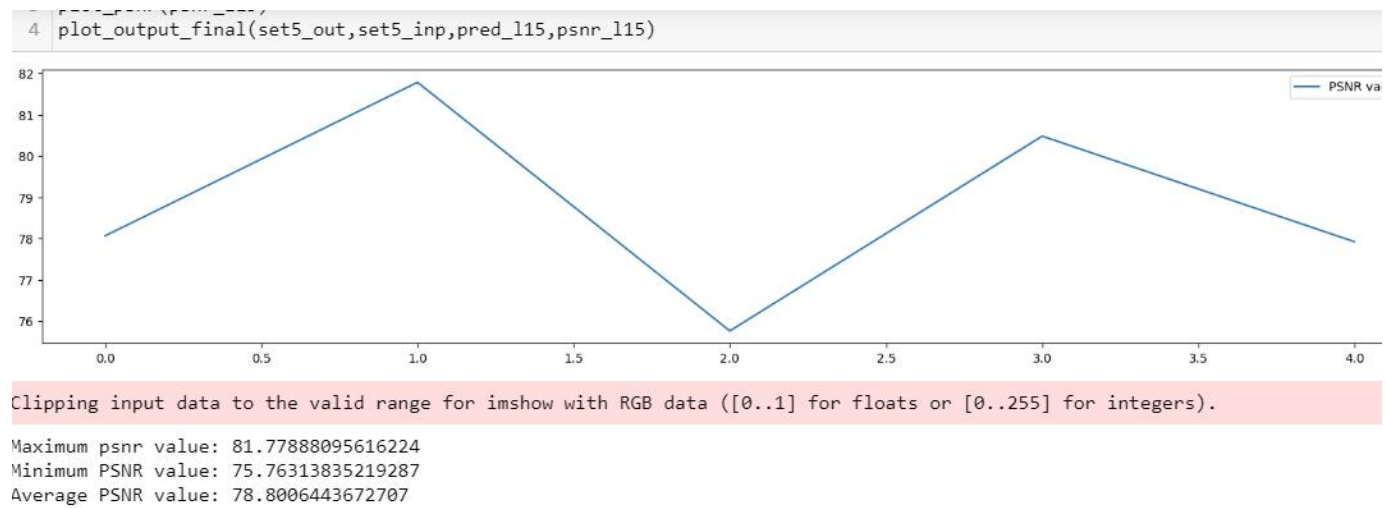 4 plot_output_final(set5_out,set5_inp,pred_l15,psnr_l15)
82
PSNR va
81
80
79
78
77
76
0.0 0.5 1.0 1.5 2.0 2.5 3.0 3.5 4.0
Clipping input data to the valid range for imshow with RGB data ([0..1] for floats or [0..255] for integers).
Maximum psnr value: 81.77888095616224
Minimum PSNR value: 75.76313835219287
Average PSNR value: 78.8006443672707